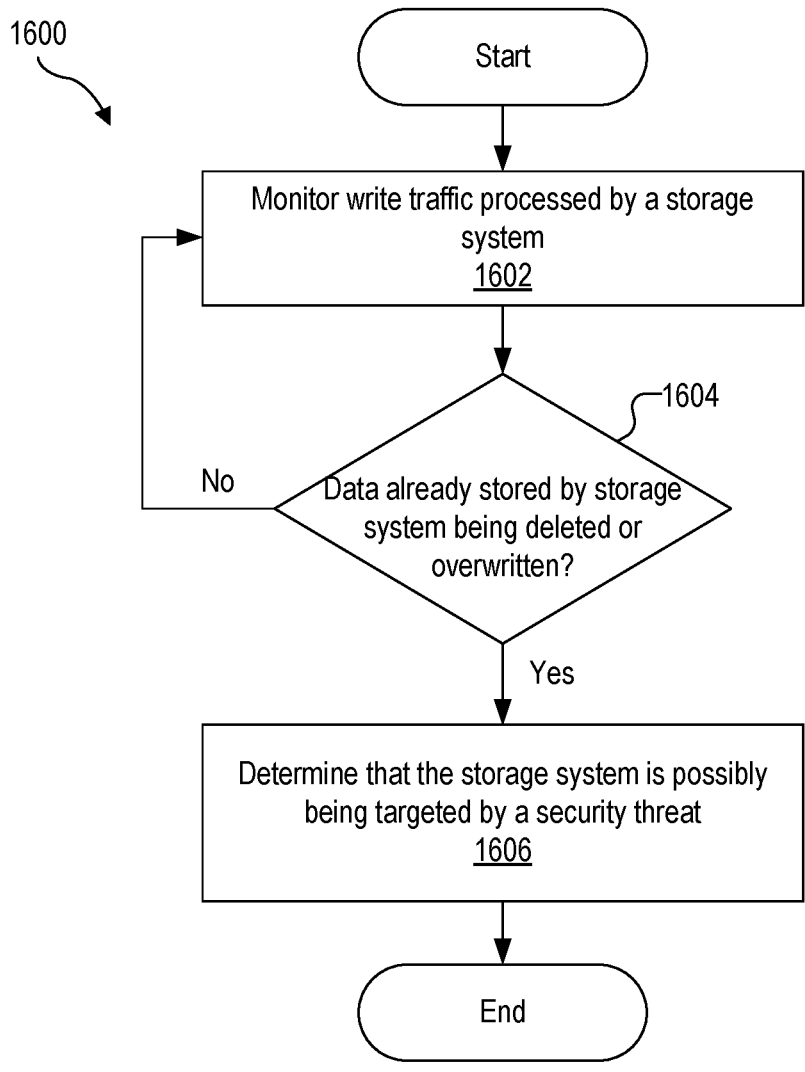 1600
Start
Monitor write traffic processed by a storage
system
1602
1604
No
Data already stored by storage
system being deleted or
overwritten?
Yes
Determine that the storage system is possibly
being targeted by a security threat
1606
End